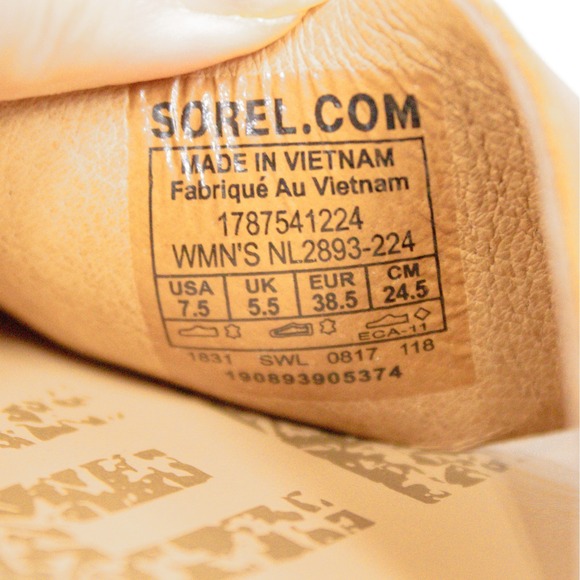 SOREL.COM
MADE IN VIETNAM
Fabriqué Au Vietnam
1787541224
WMN'S NL2893-224
USA 7.5 UK 5.5 EUR 38.5 CM 24.5
ECA-11
1831 SWL 0817 118
190893905374